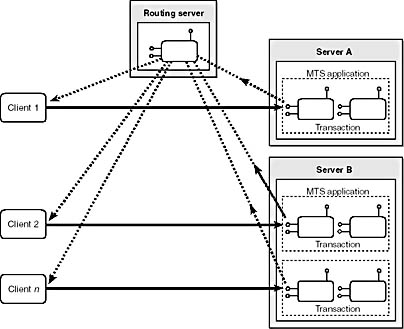 Routing server
Server A
MTS application
Client 1
Transaction
Server B
MTS application
Client 2
Transaction
Client n
Transaction